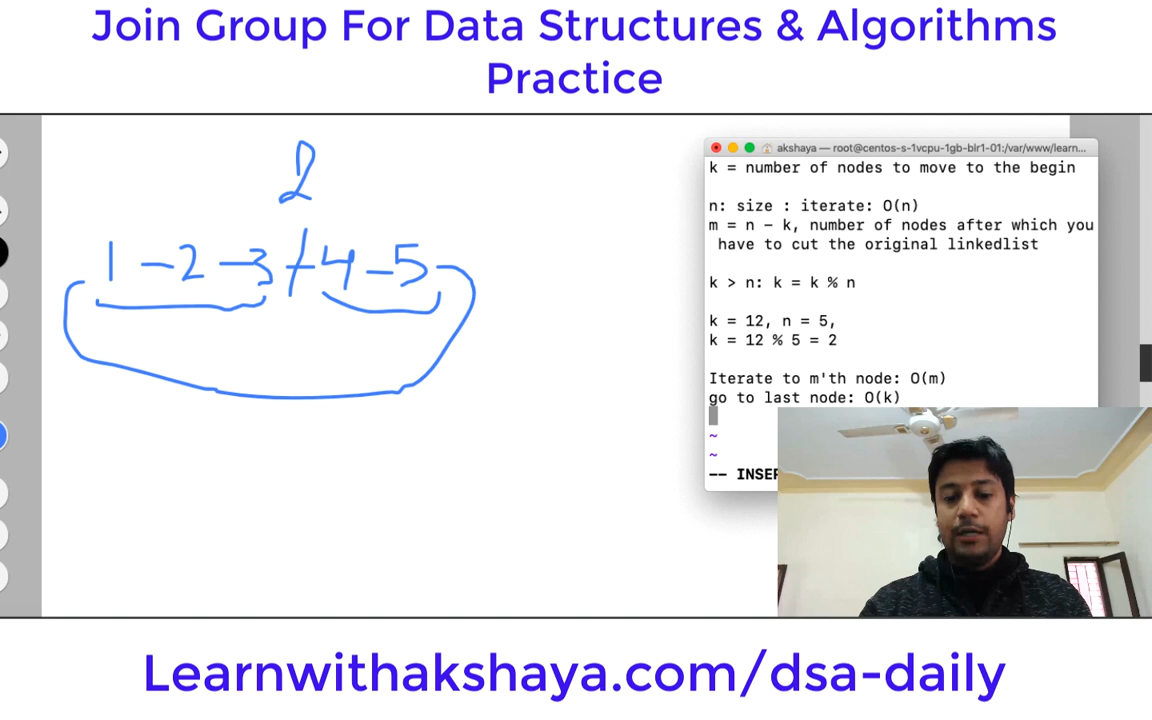 Join Group For Data Structures & Algorithms
Practice
2
1 - 2 - 3 / 4 - 5
akshaya — root@centos-s-1vcpu-1gb-blr1-01:/var/www/learn...
k = number of nodes to move to the begin
n: size : iterate: O(n)
m = n - k, number of nodes after which you
have to cut the original linkedlist
k > n: k = k % n
k = 12, n = 5,
k = 12 % 5 = 2
Iterate to m'th node: O(m)
go to last node: O(k)
~
~
-- INSER
Learnwithakshaya.com/dsa-daily